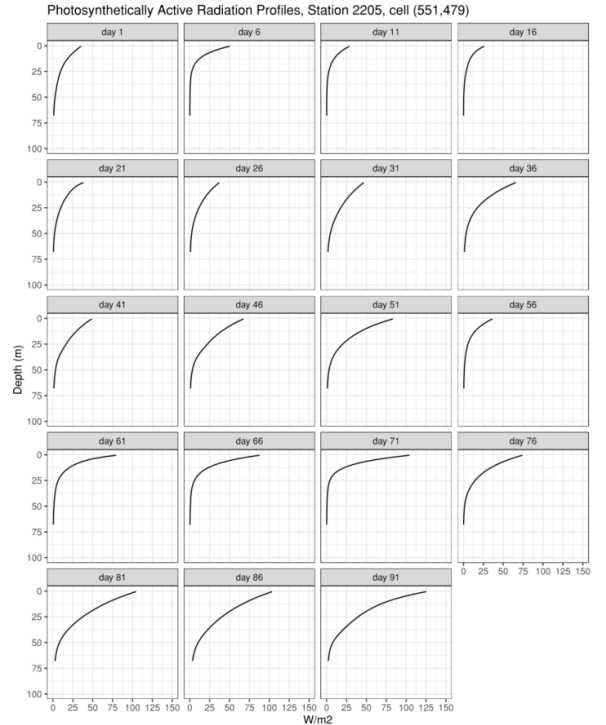 Photosynthetically Active Radiation Profiles, Station 2205, cell (551,479)
day 1 day 6 day 11 day 16
0
25
50
75
100
day 21 day 26 day 31 day 36
0
25
50
75
100
day 41 day 46 day 51 day 56
0
25
50
75
100
Depth (m)
day 61 day 66 day 71 day 76
0
25
50
75
100
0 25 50 75 100 125 150
day 81 day 86 day 91
0
25
50
75
100
0 25 50 75 100 125 150 0 25 50 75 100 125 150 0 25 50 75 100 125 150
W/m2